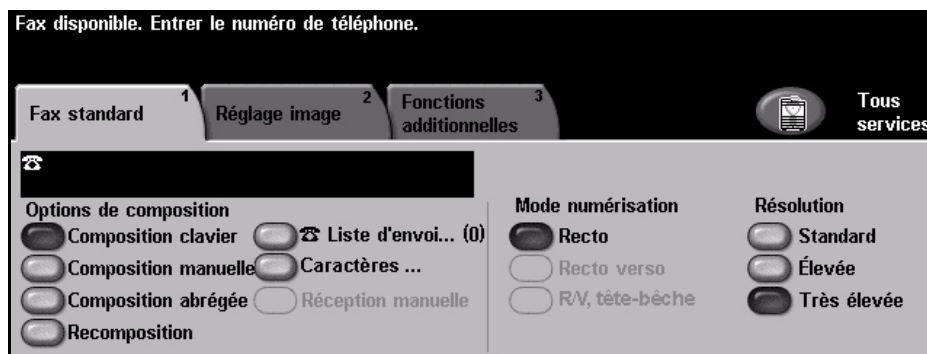 Fax disponible. Entrer le numéro de téléphone.
Fax standard 1
Réglage image 2
Fonctions additionnelles 3
Tous services
Options de composition
Composition clavier
Composition manuelle
Composition abrégée
Recomposition
Liste d'envoi... (0)
Caractères ...
Réception manuelle
Mode numérisation
Recto
Recto verso
R/V, tête-bêche
Résolution
Standard
Élevée
Très élevée